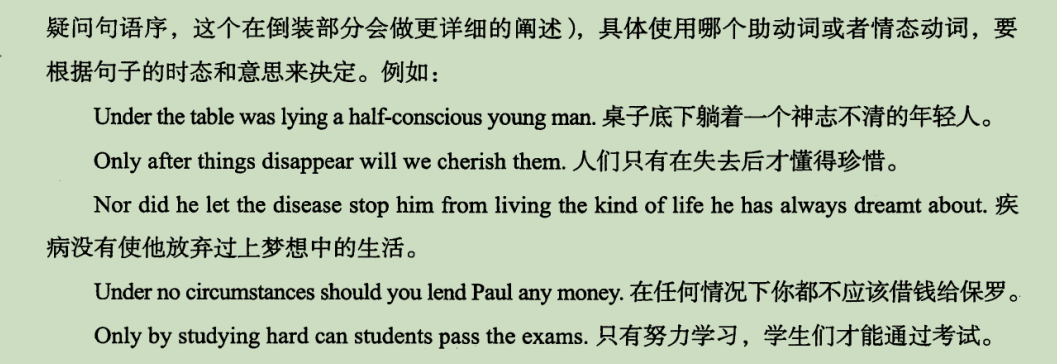 疑问句语序，这个在倒装部分会做更详细的阐述），具体使用哪个助动词或者情态动词，要
根据句子的时态和意思来决定。例如：
Under the table was lying a half-conscious young man. 桌子底下躺着一个神志不清的年轻人。
Only after things disappear will we cherish them. 人们只有在失去后才懂得珍惜。
Nor did he let the disease stop him from living the kind of life he has always dreamt about. 疾
病没有使他放弃过上梦想中的生活。
Under no circumstances should you lend Paul any money. 在任何情况下你都不应该借钱给保罗。
Only by studying hard can students pass the exams. 只有努力学习，学生们才能通过考试。